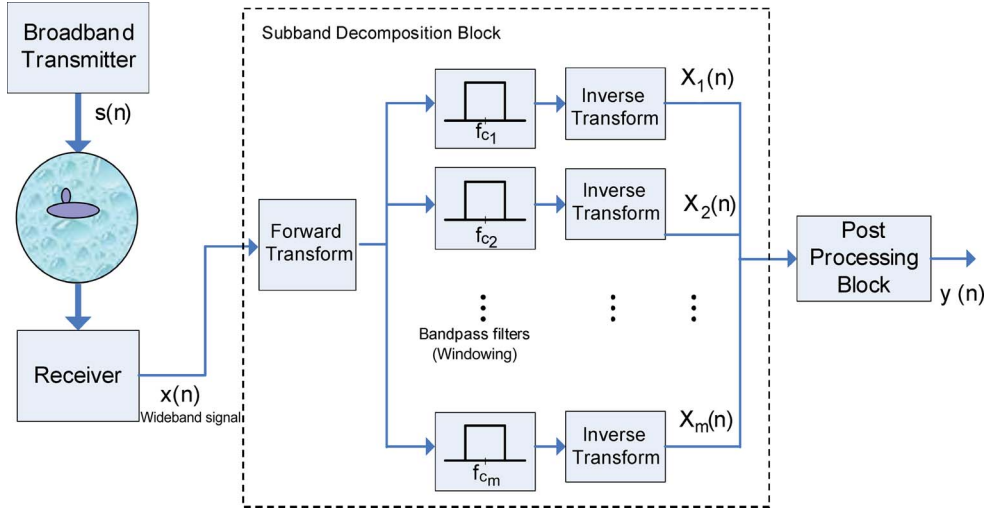 Broadband
Transmitter
s(n)
Receiver
x(n)
Wideband signal
Subband Decomposition Block
Forward
Transform
fc1
Inverse
Transform
X1(n)
fc2
Inverse
Transform
X2(n)
Bandpass filters
(Windowing)
fcm
Inverse
Transform
Xm(n)
Post
Processing
Block
y (n)